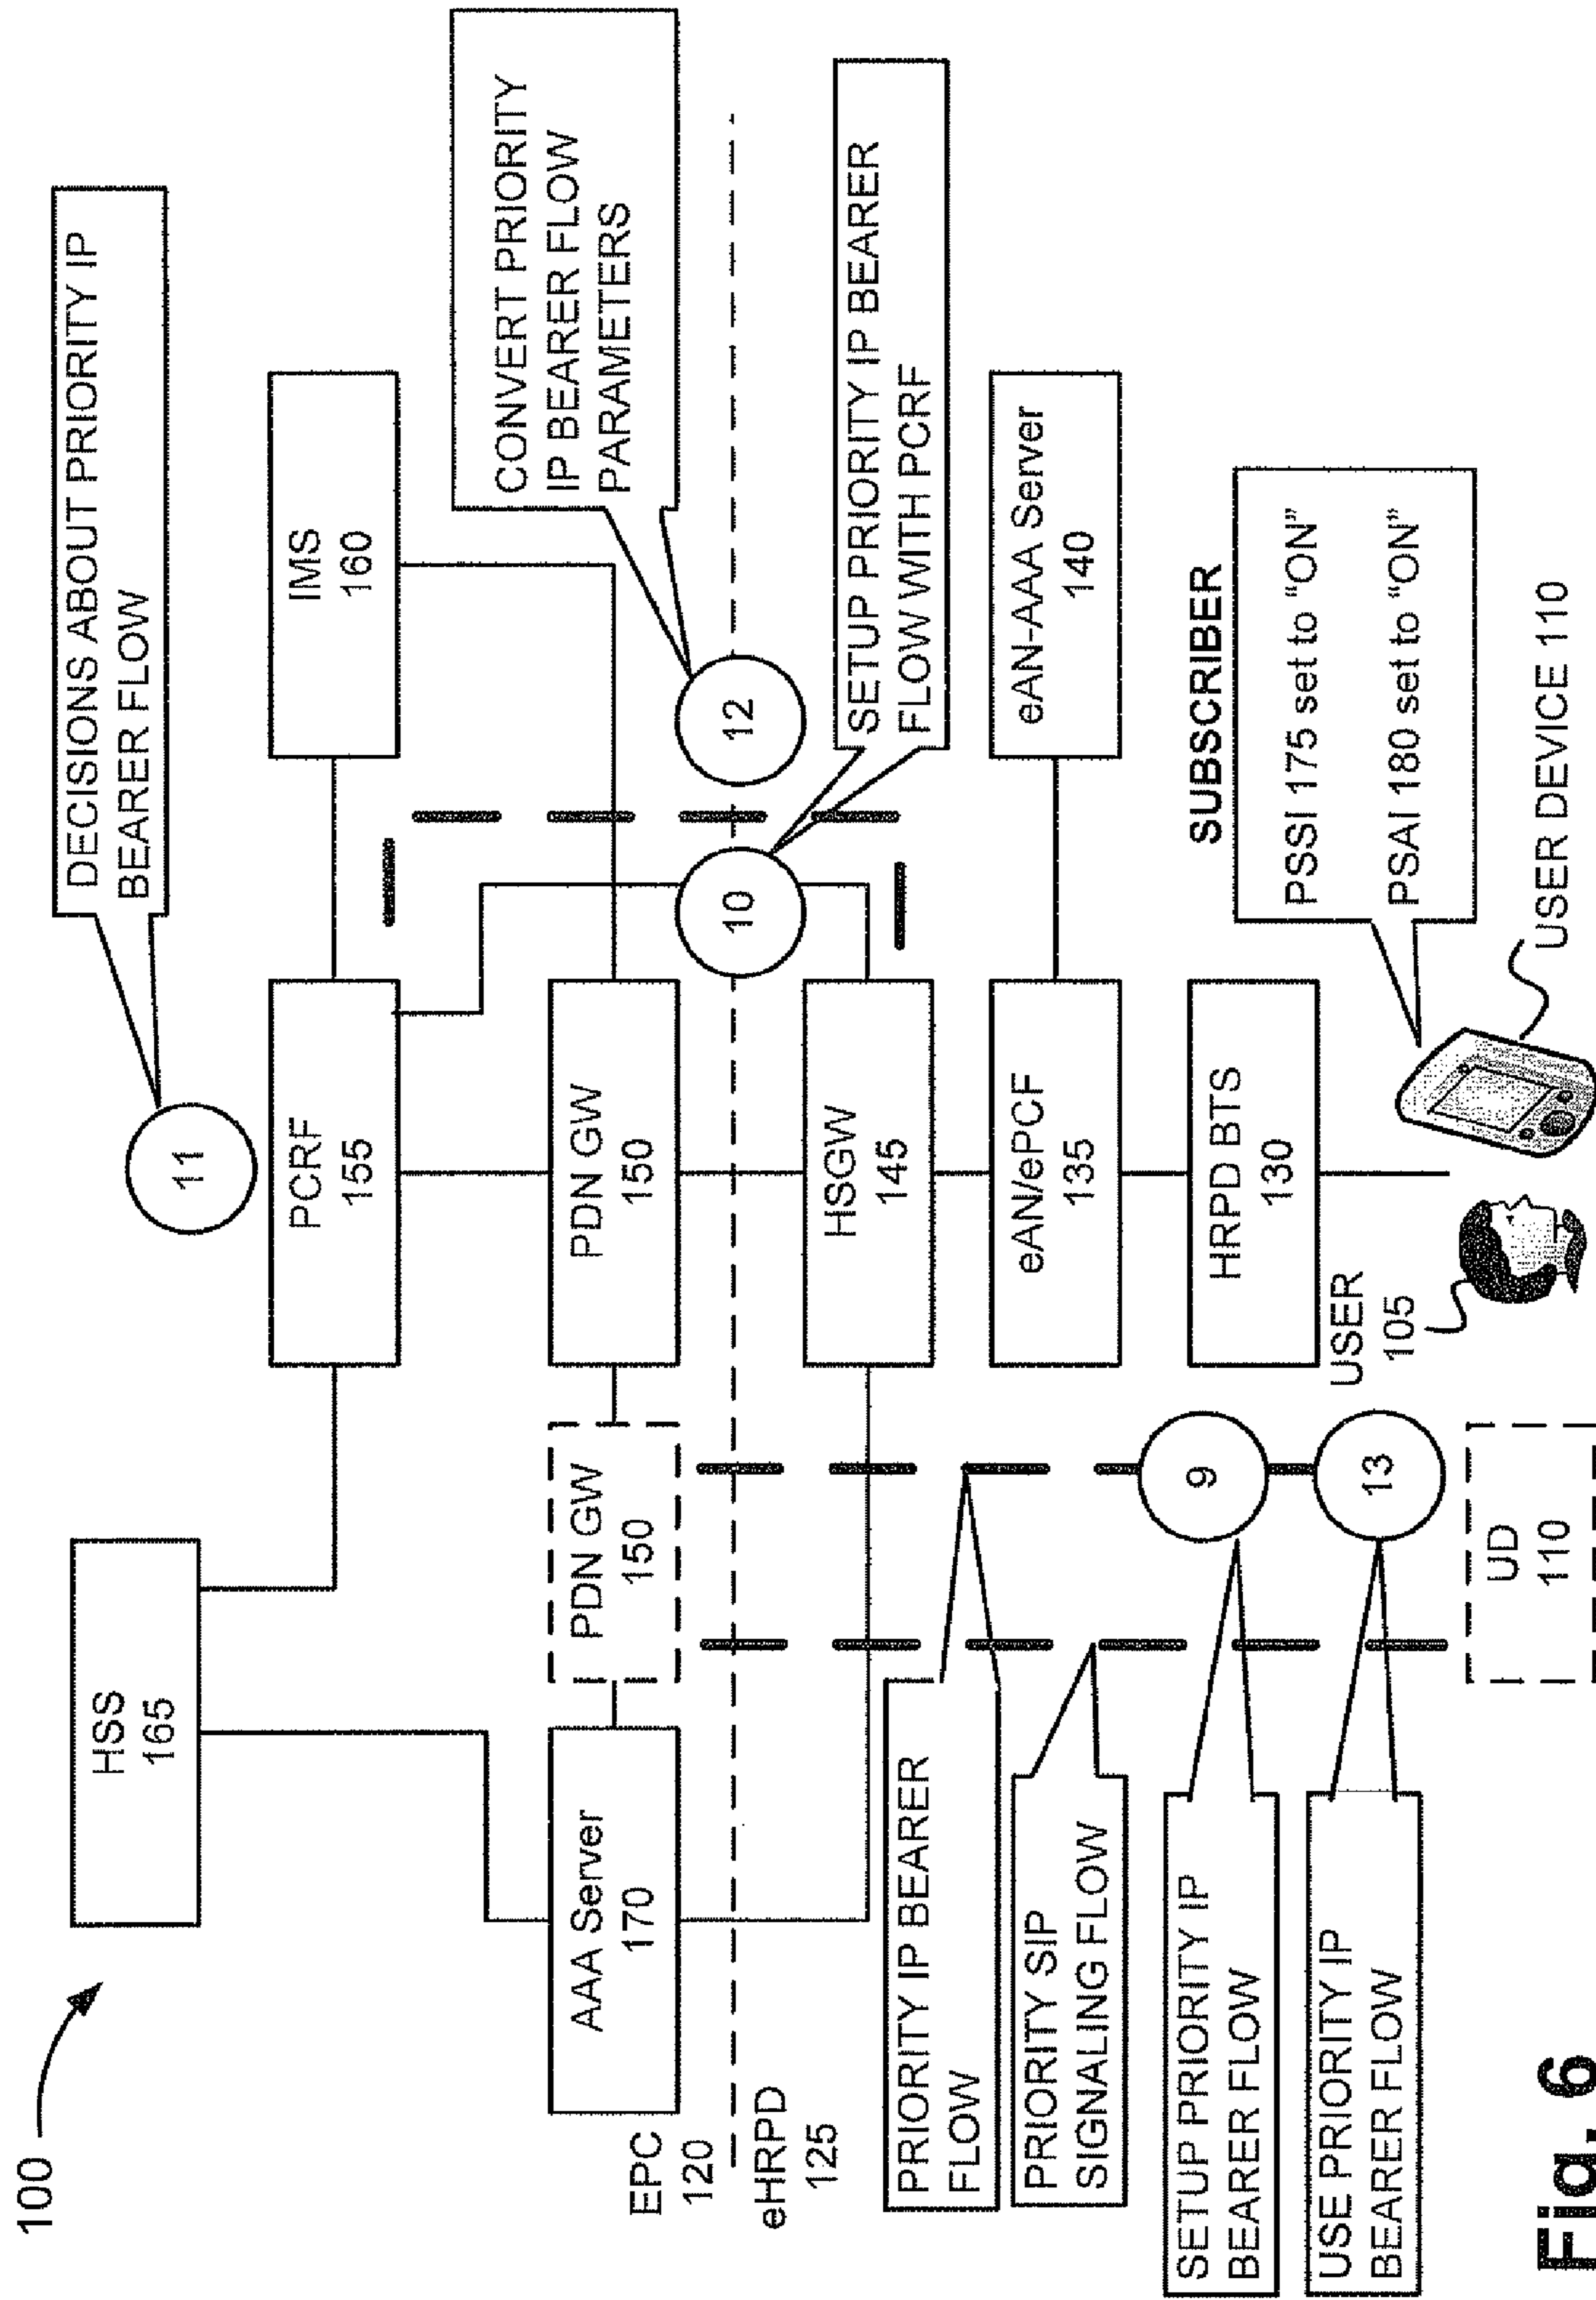 100
HSS
165
DECISIONS ABOUT PRIORITY IP
BEARER FLOW
11
PCRF
155
IMS
160
AAA Server
170
PDN GW
150
PDN GW
150
CONVERT PRIORITY
IP BEARER FLOW
PARAMETERS
EPC
120
eHRPD
125
10
12
HSGW
145
SETUP PRIORITY IP BEARER
FLOW WITH PCRF
PRIORITY IP BEARER
FLOW
PRIORITY SIP
SIGNALING FLOW
eAN/ePCF
135
eAN-AAA Server
140
SETUP PRIORITY IP
BEARER FLOW
9
HRPD BTS
130
SUBSCRIBER
PSSI 175 set to “ON”
PSAI 180 set to “ON”
USE PRIORITY IP
BEARER FLOW
13
USER
105
UD
110
USER DEVICE 110
Fig. 6